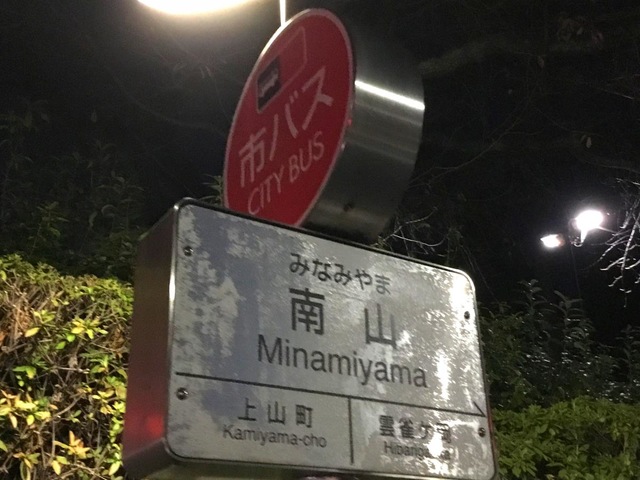 市バス
CITY BUS
みなみやま
南山
Minamiyama
上山町
Kamiyama-cho
雲雀ケ岡